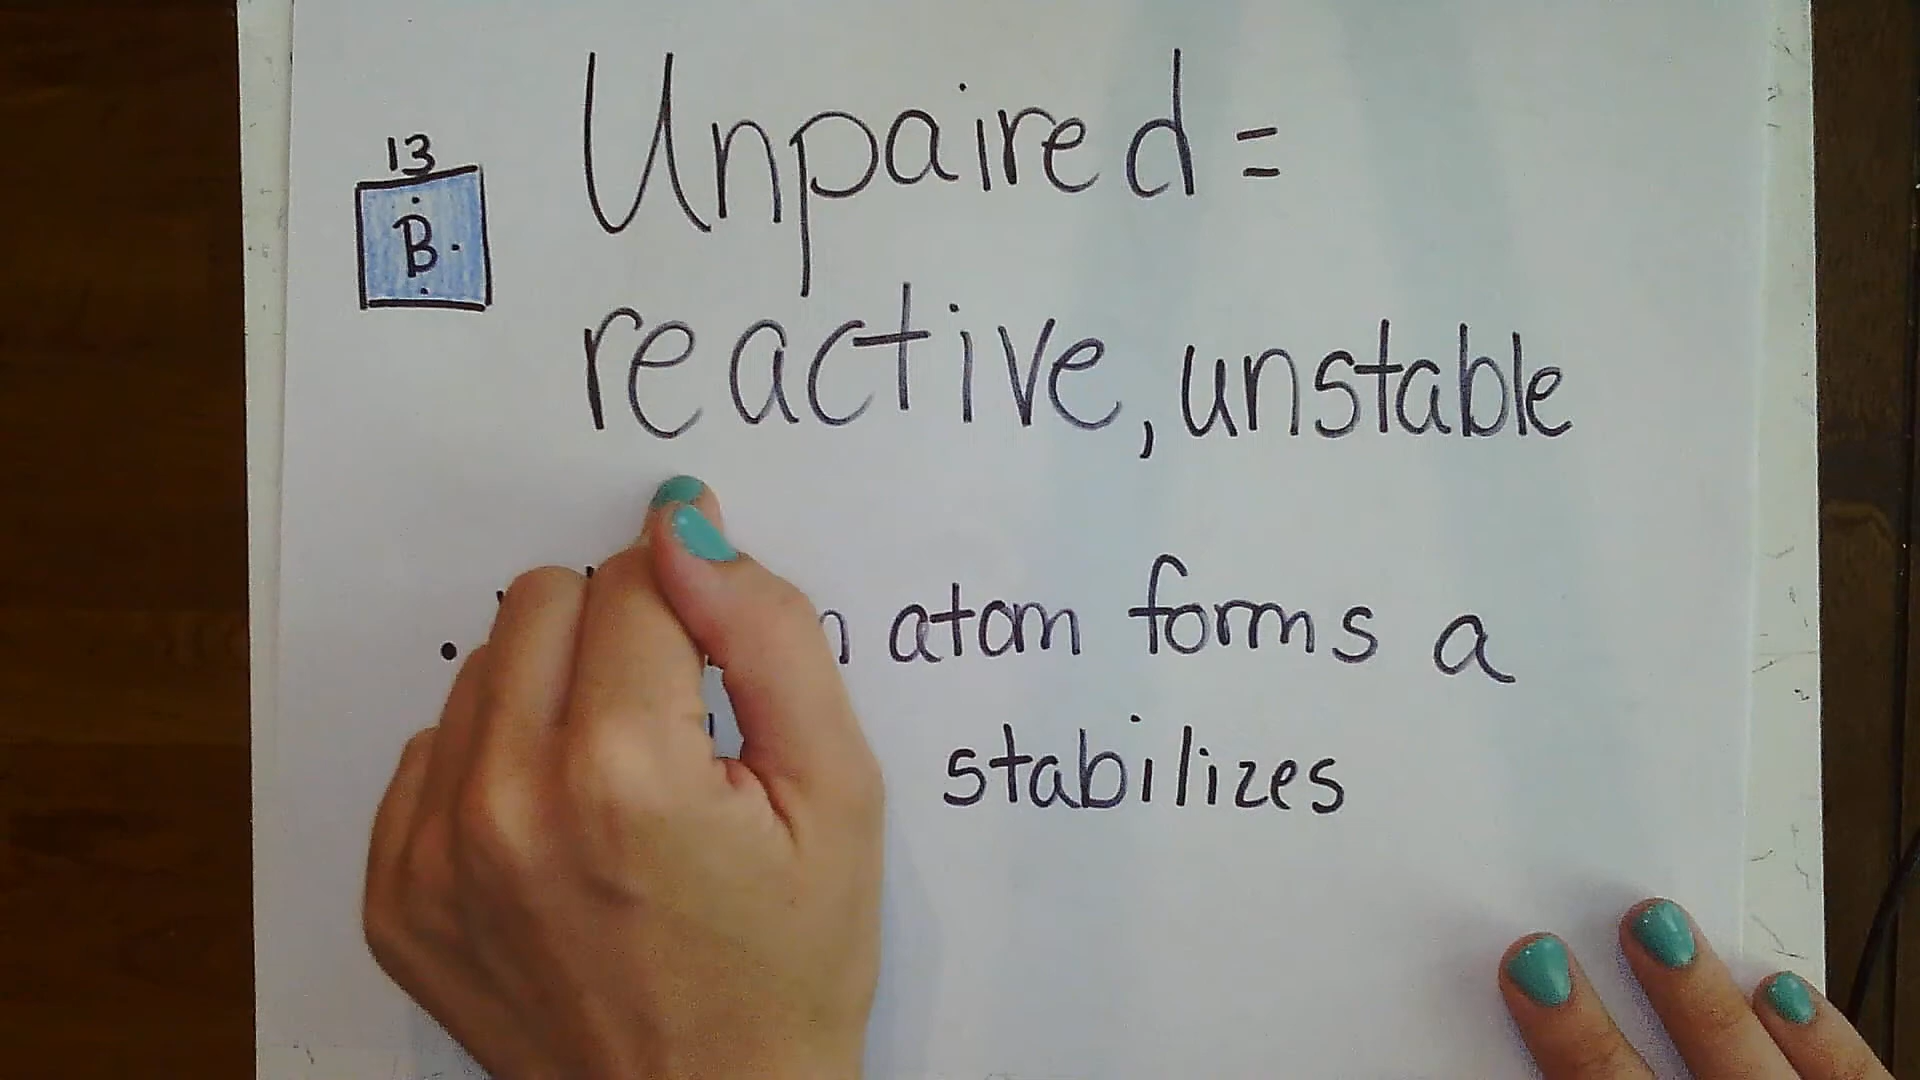 13
B
Unpaired =
reactive, unstable
atom forms a
stabilizes